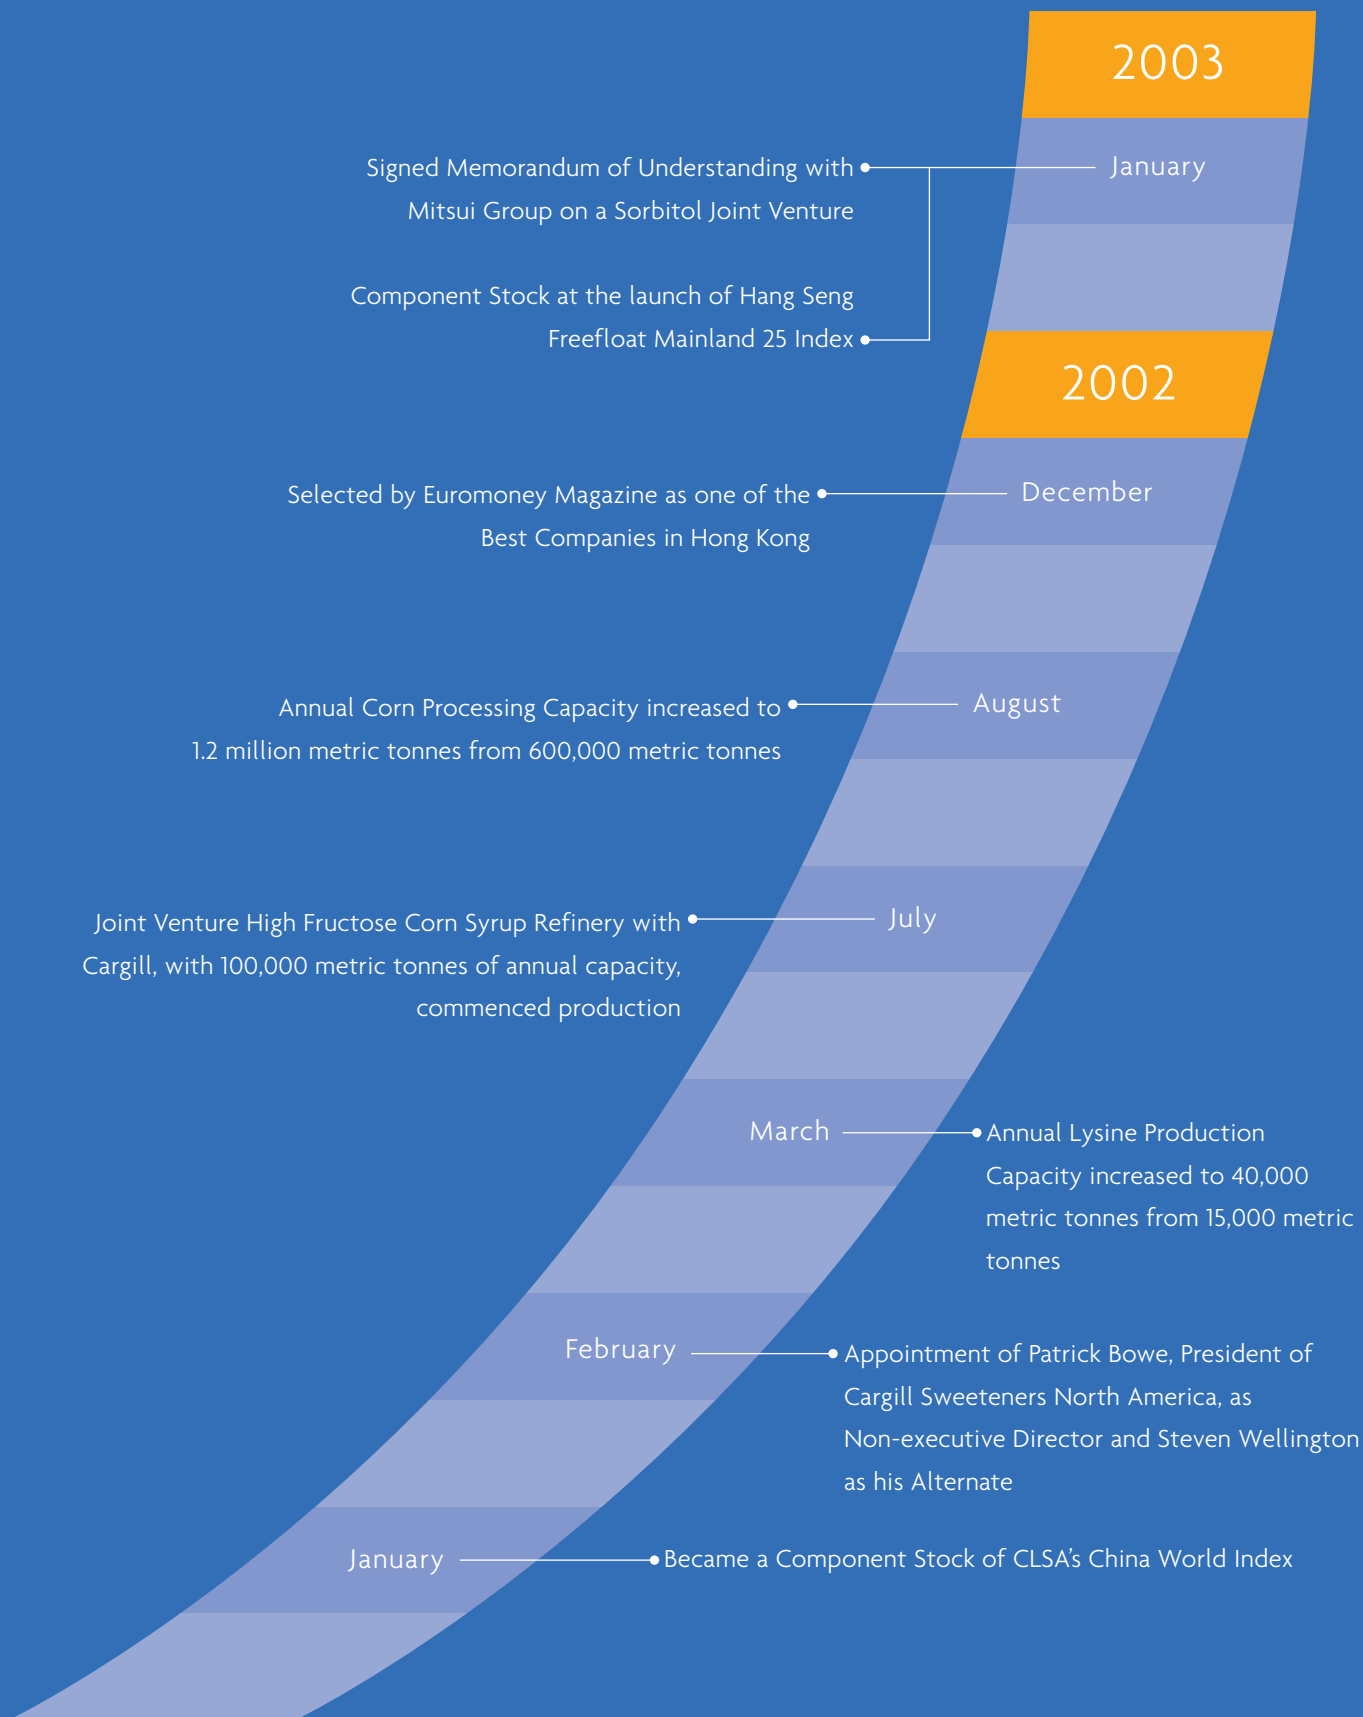 2003
January
Signed Memorandum of Understanding with
Mitsui Group on a Sorbitol Joint Venture
Component Stock at the launch of Hang Seng
Freefloat Mainland 25 Index
2002
December
Selected by Euromoney Magazine as one of the
Best Companies in Hong Kong
August
Annual Corn Processing Capacity increased to
1.2 million metric tonnes from 600,000 metric tonnes
July
Joint Venture High Fructose Corn Syrup Refinery with
Cargill, with 100,000 metric tonnes of annual capacity,
commenced production
March
Annual Lysine Production
Capacity increased to 40,000
metric tonnes from 15,000 metric
tonnes
February
Appointment of Patrick Bowe, President of
Cargill Sweeteners North America, as
Non-executive Director and Steven Wellington
as his Alternate
January
Became a Component Stock of CLSA’s China World Index